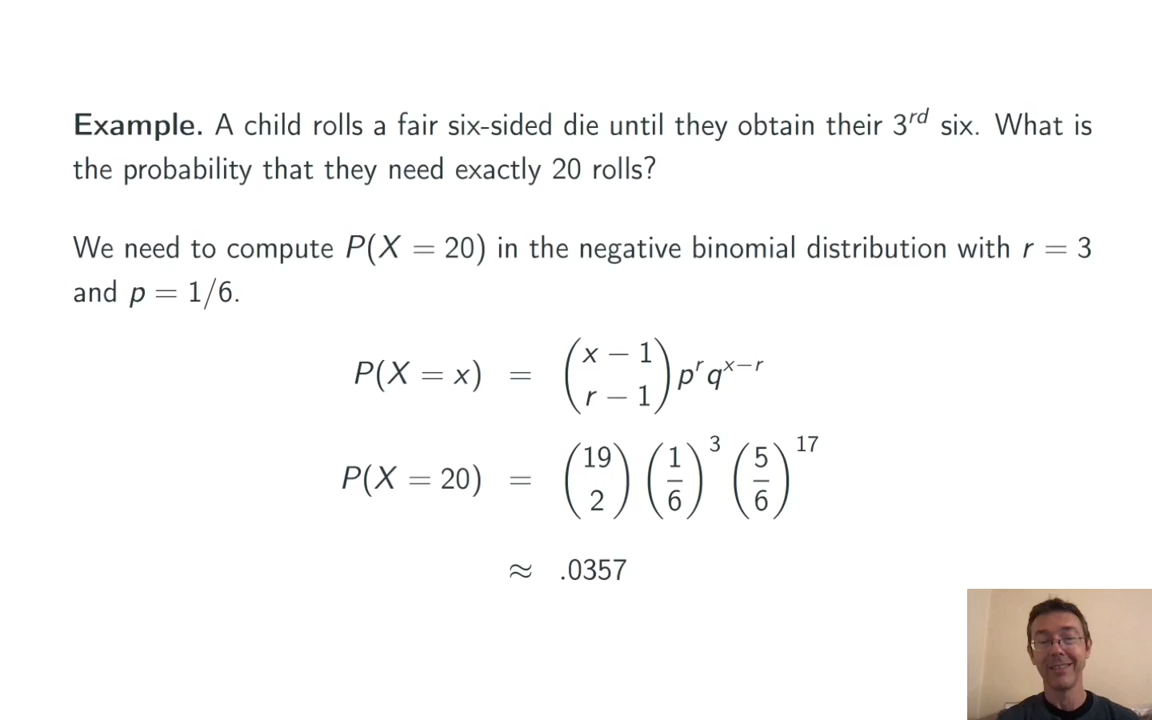 Example. A child rolls a fair six-sided die until they obtain their 3rd six. What is
the probability that they need exactly 20 rolls?
We need to compute P(X = 20) in the negative binomial distribution with r = 3
and p = 1/6.
P(X = x) = \binom{x − 1}{r − 1} p^r q^{x−r}
P(X = 20) = \binom{19}{2} (1/6)^3 (5/6)^{17}
≈ .0357